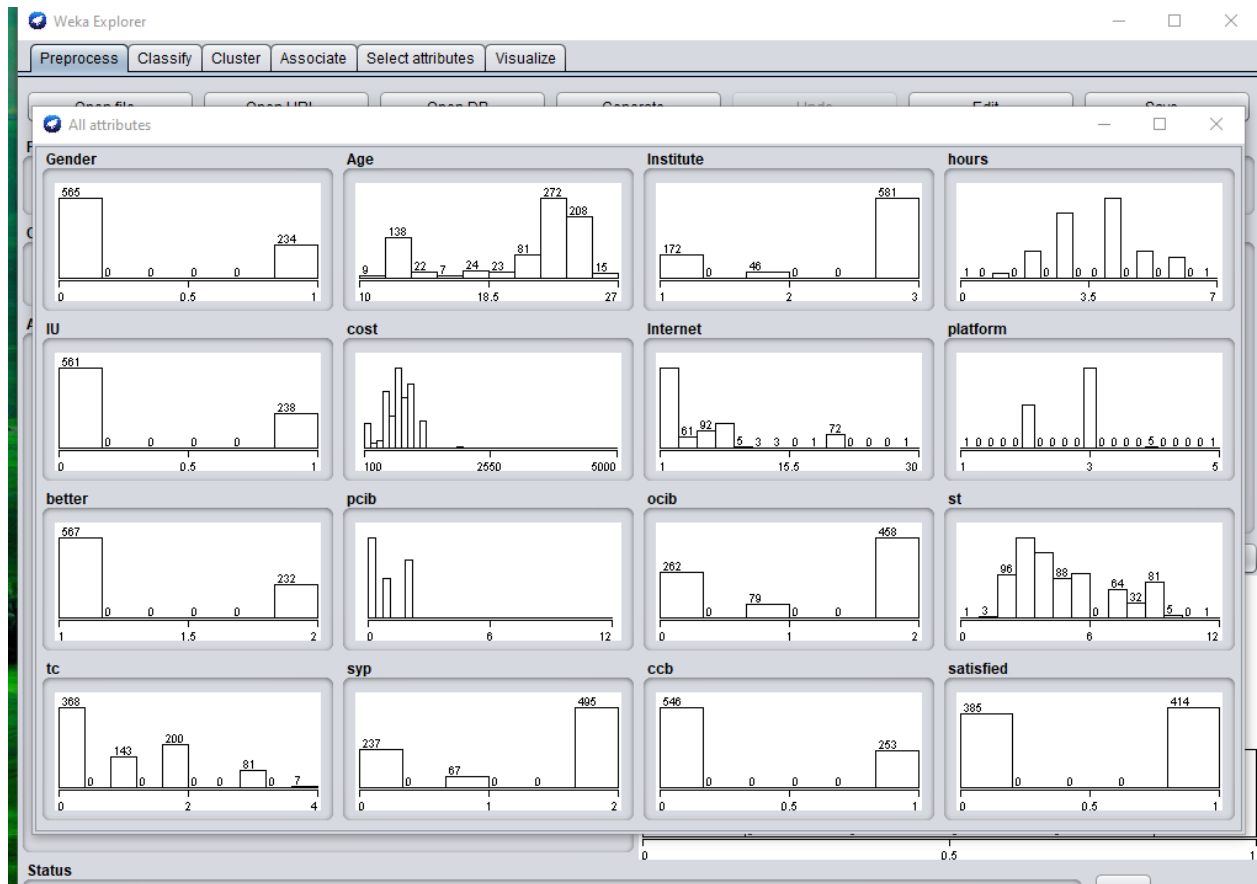 Weka Explorer
Preprocess Classify Cluster Associate Select attributes Visualize
All attributes
Gender Age Institute hours
565 0 0 0 0 234
0 0.5 1
9 138 22 7 24 23 81 272 208 15
10 18.5 27
172 0 46 0 0 581
1 2 3
1 0 0 0 0 0 0 0 1
0 3.5 7
IU cost Internet platform
561 0 0 0 0 238
0 0.5 1
100 2550 5000
61 92 5 3 3 0 1 72 0 0 0 1
1 15.5 30
1 0 0 0 0 0 0 0 0 0 0 0 0 5 0 0 0 0 1
1 3 5
better pcib ocib st
567 0 0 0 0 232
1 1.5 2
0 6 12
262 0 79 0 0 458
0 1 2
1 3 96 88 0 64 32 81 5 0 1
0 6 12
tc syp ccb satisfied
368 0 143 0 200 0 0 81 0 7
0 2 4
237 0 67 0 0 495
0 1 2
546 0 0 0 0 253
0 0.5 1
385 0 0 0 414
0 0.5 1
0 0.5 1
Status